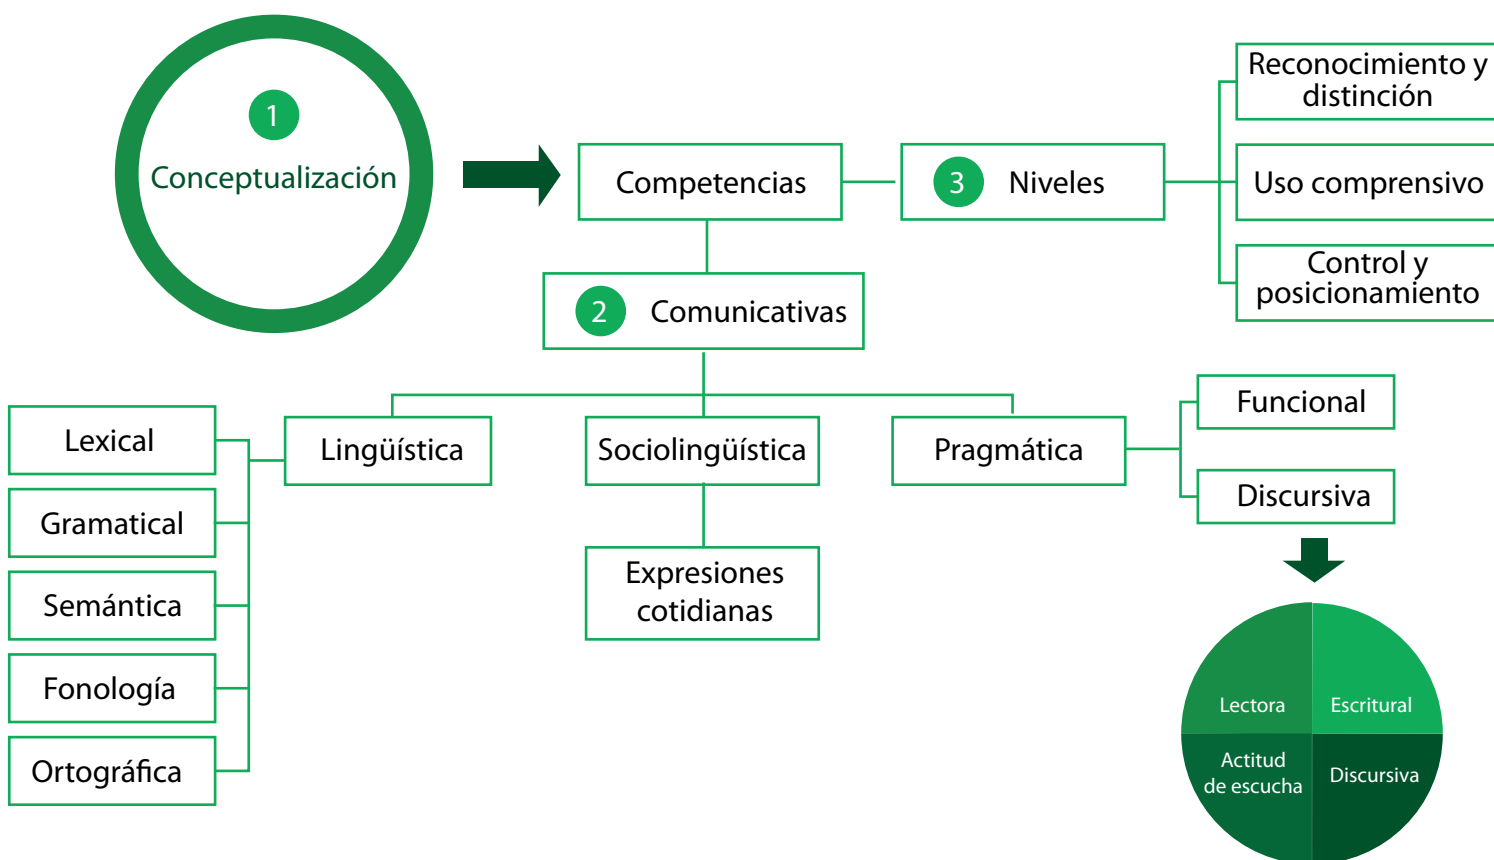 1
Conceptualización
Competencias
3 Niveles
Reconocimiento y
distinción
Uso comprensivo
Control y
posicionamiento
2 Comunicativas
Lingüística
Sociolingüística
Pragmática
Funcional
Discursiva
Lexical
Gramatical
Semántica
Fonología
Ortográfica
Expresiones
cotidianas
Lectora
Escritural
Actitud
de escucha
Discursiva